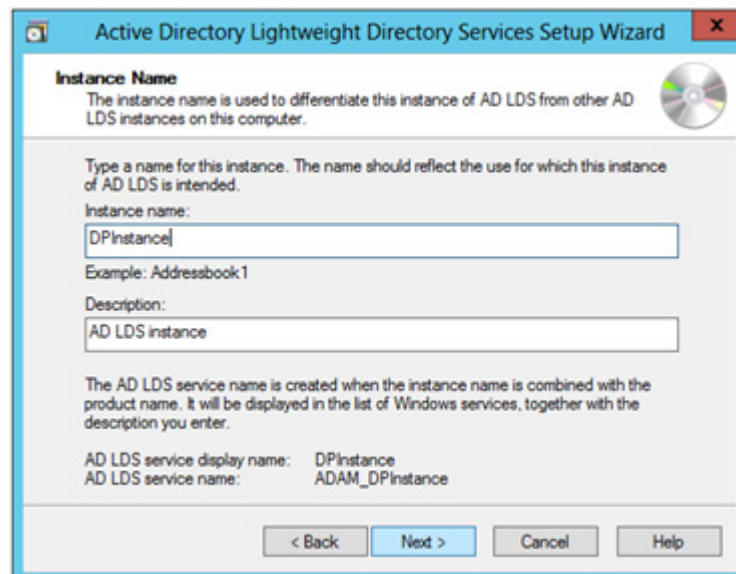 Active Directory Lightweight Directory Services Setup Wizard
x
Instance Name
The instance name is used to differentiate this instance of AD LDS from other AD
LDS instances on this computer.
Type a name for this instance. The name should reflect the use for which this instance
of AD LDS is intended.
Instance name:
DPInstance
Example: Addressbook1
Description:
AD LDS instance
The AD LDS service name is created when the instance name is combined with the
product name. It will be displayed in the list of Windows services, together with the
description you enter.
AD LDS service display name: DPInstance
AD LDS service name: ADAM_DPInstance
< Back Next > Cancel Help